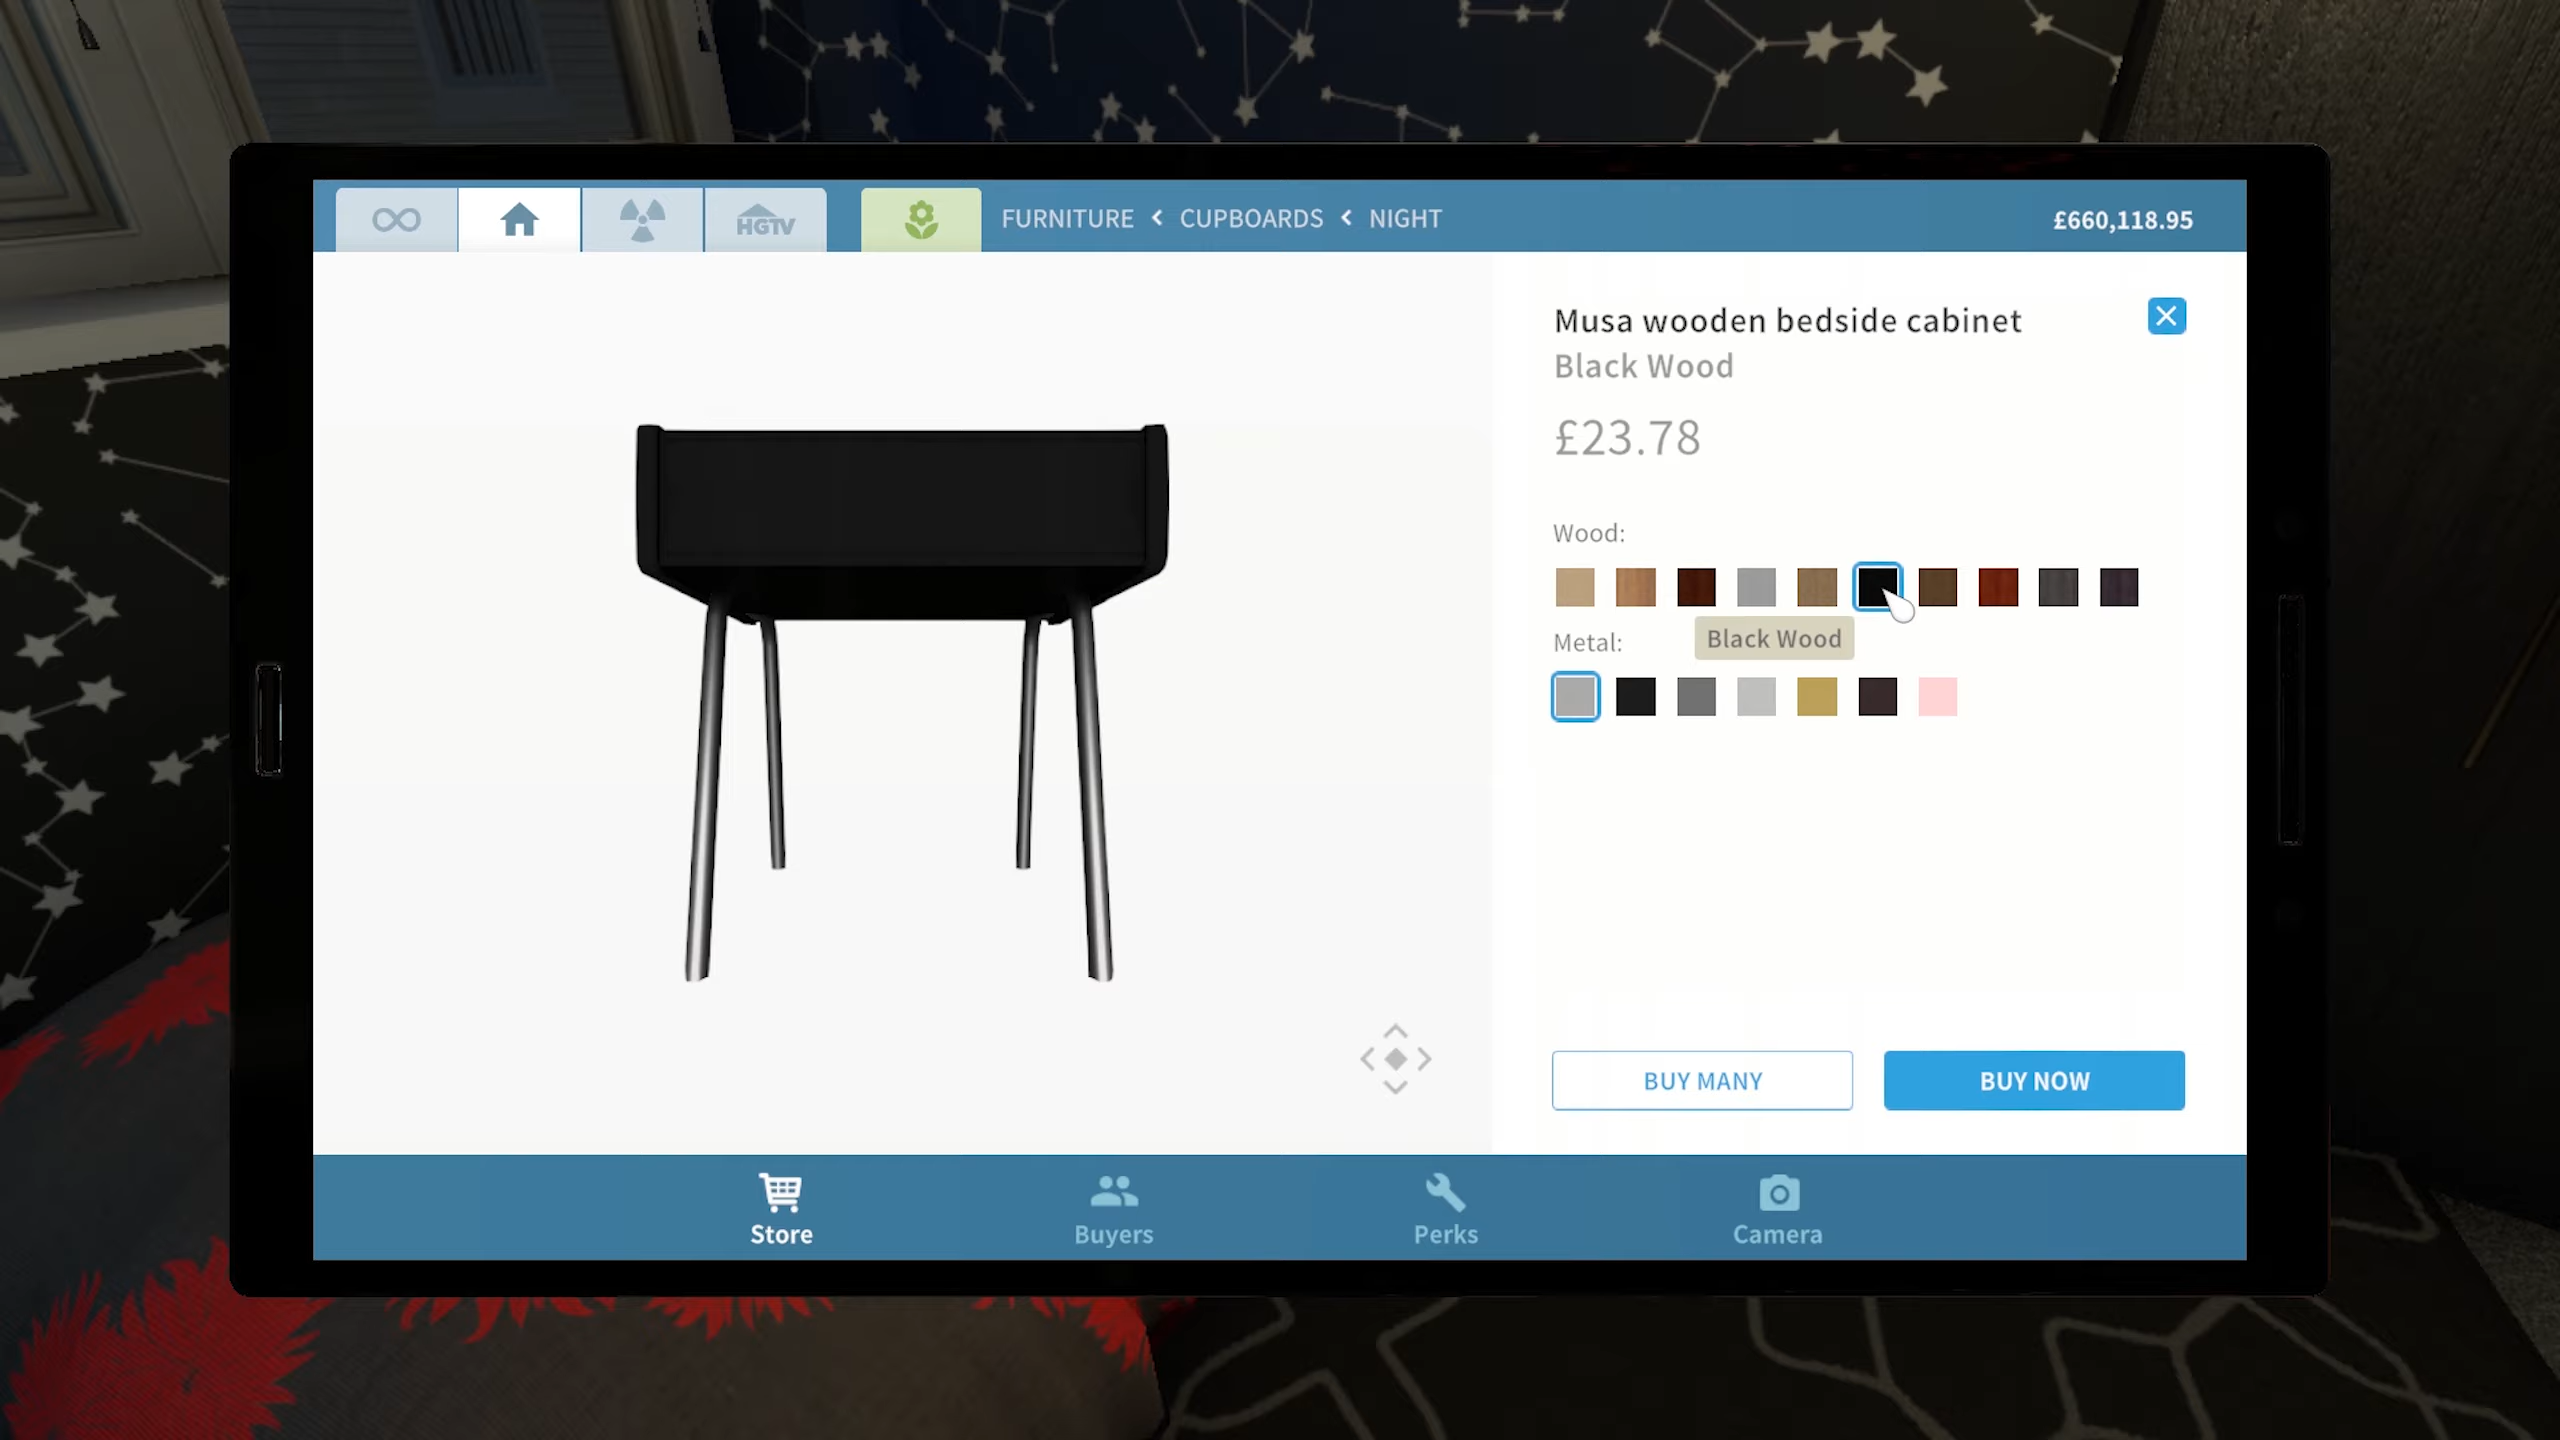 HGTV
FURNITURE < CUPBOARDS < NIGHT
£660,118.95
Musa wooden bedside cabinet
Black Wood
£23.78
Wood:
Black Wood
Metal:
BUY MANY
BUY NOW
Store
Buyers
Perks
Camera